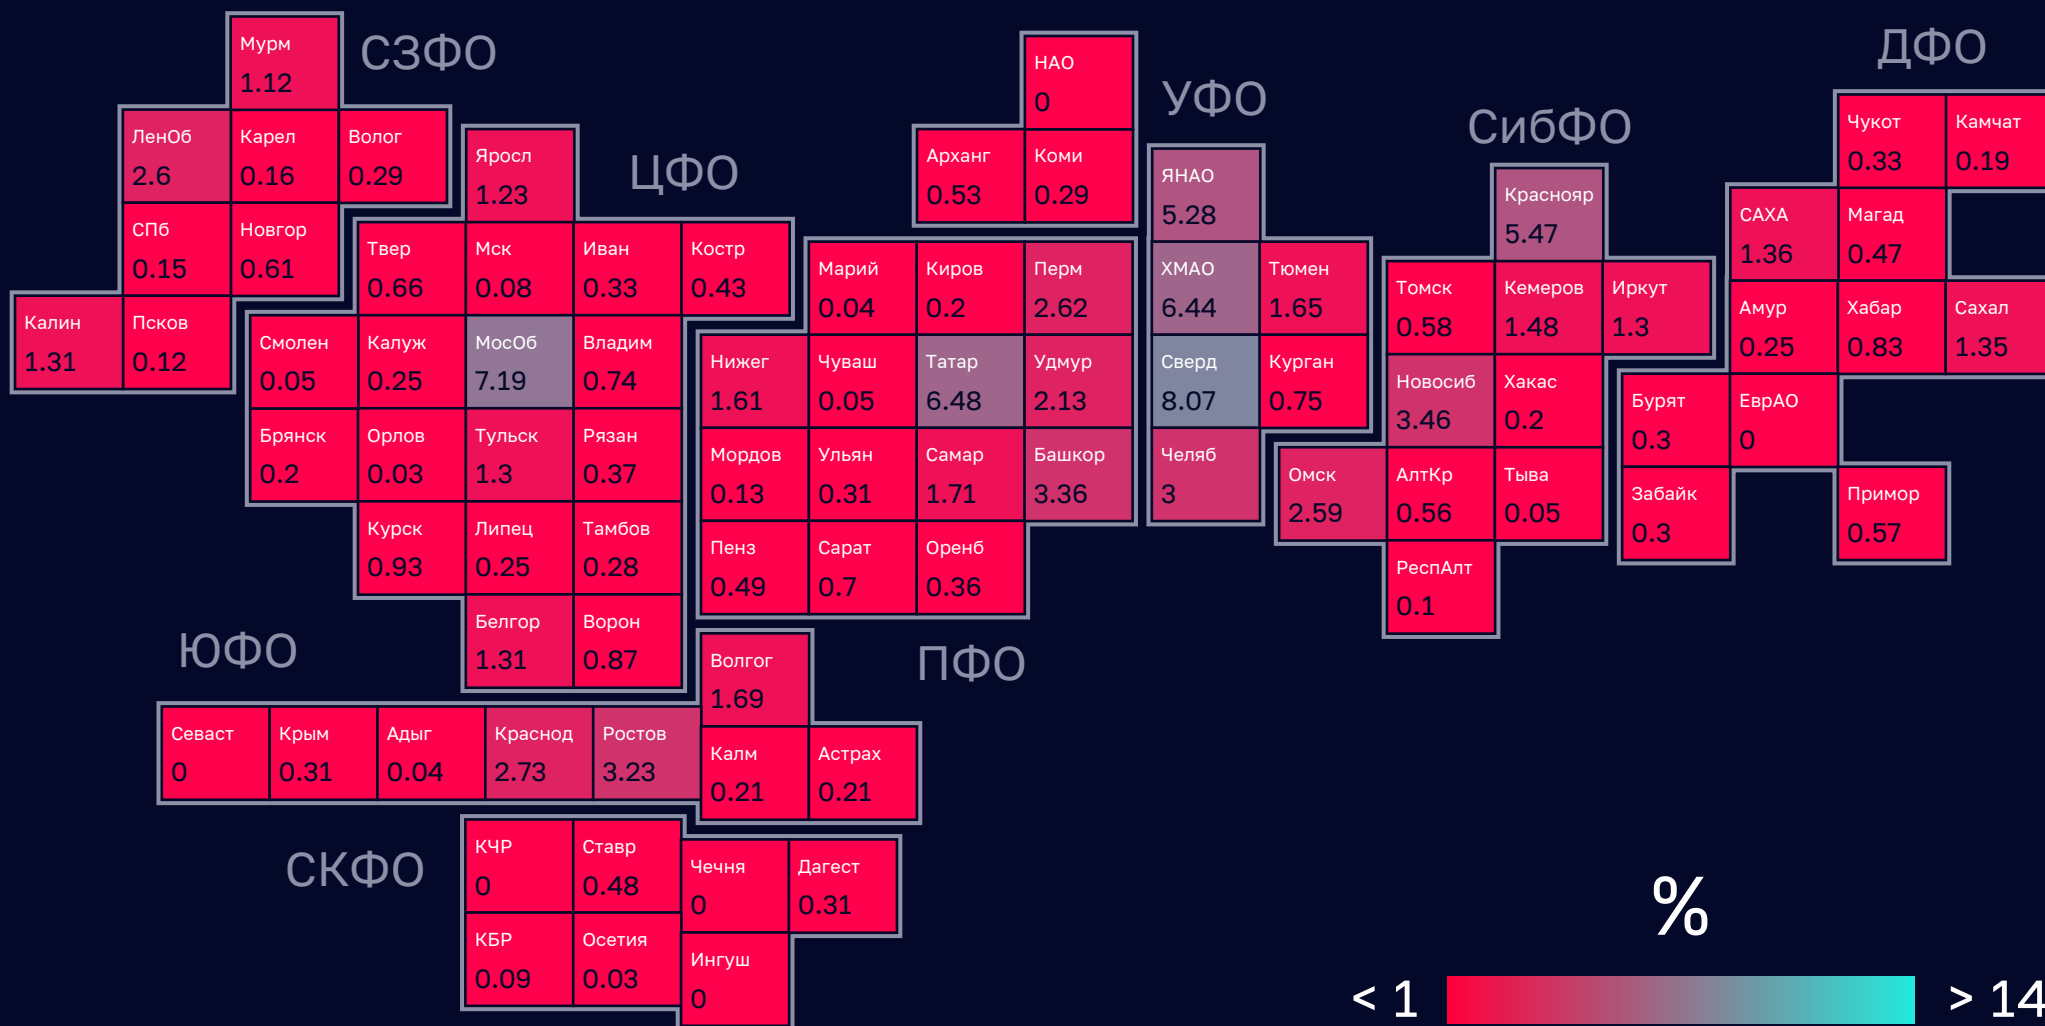 СЗФО
Мурм
1.12
ЛенОб
2.6
Карел
0.16
Волог
0.29
СПб
0.15
Новгор
0.61
Калин
1.31
Псков
0.12
ЦФО
Яросл
1.23
Твер
0.66
Мск
0.08
Иван
0.33
Костр
0.43
Смолен
0.05
Калуж
0.25
МосОб
7.19
Владим
0.74
Брянск
0.2
Орлов
0.03
Тульск
1.3
Рязан
0.37
Курск
0.93
Липец
0.25
Тамбов
0.28
Белгор
1.31
Ворон
0.87
НАО
0
Арханг
0.53
Коми
0.29
Марий
0.04
Киров
0.2
Перм
2.62
Нижег
1.61
Чуваш
0.05
Татар
6.48
Удмур
2.13
Мордов
0.13
Ульян
0.31
Самар
1.71
Башкор
3.36
Пенз
0.49
Сарат
0.7
Оренб
0.36
ПФО
УФО
ЯНАО
5.28
ХМАО
6.44
Тюмен
1.65
Сверд
8.07
Курган
0.75
Челяб
3
СибФО
Краснояр
5.47
Томск
0.58
Кемеров
1.48
Иркут
1.3
Новосиб
3.46
Хакас
0.2
Омск
2.59
АлтКр
0.56
Тыва
0.05
РеспАлт
0.1
ДФО
Чукот
0.33
Камчат
0.19
САХА
1.36
Магад
0.47
Амур
0.25
Хабар
0.83
Сахал
1.35
Бурят
0.3
ЕврАО
0
Забайк
0.3
Примор
0.57
ЮФО
Волгог
1.69
Севаст
0
Крым
0.31
Адыг
0.04
Краснод
2.73
Ростов
3.23
Калм
0.21
Астрах
0.21
СКФО
КЧР
0
Ставр
0.48
Чечня
0
Дагест
0.31
КБР
0.09
Осетия
0.03
Ингуш
0
%
< 1
> 14